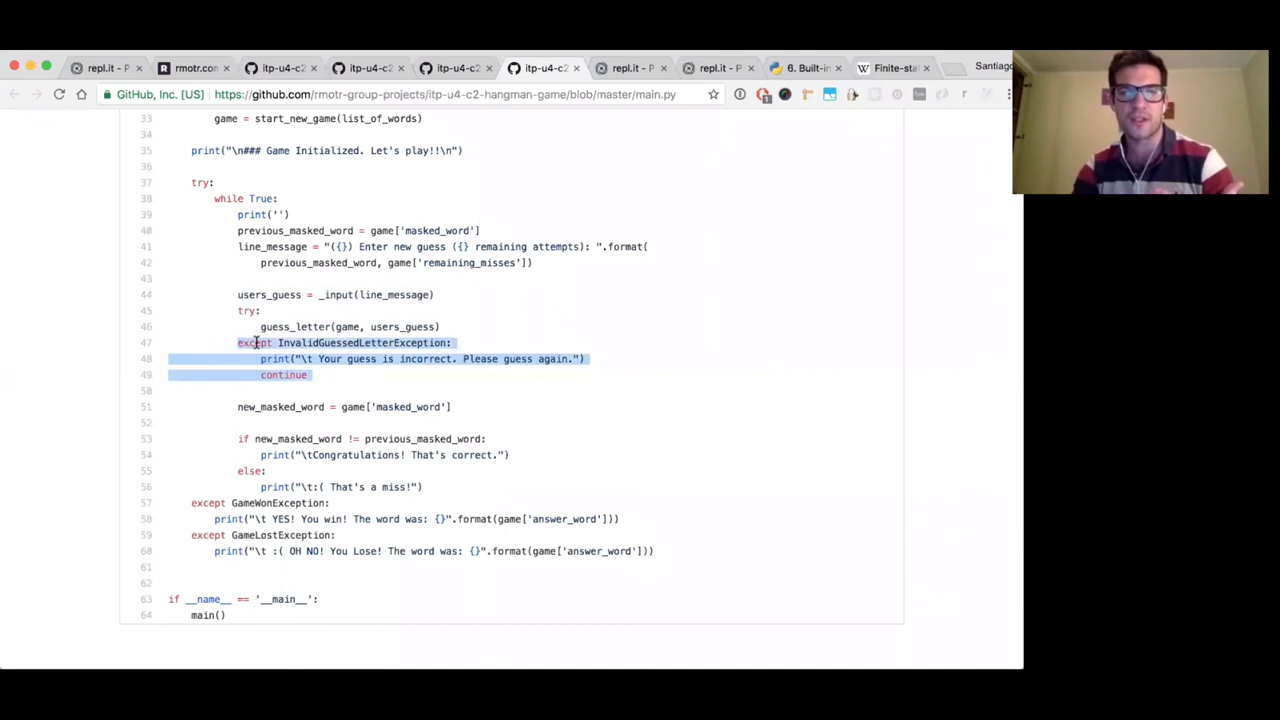 repl.it - P
rmotr.con
itp-u4-c2
itp-u4-c2
itp-u4-c2
itp-u4-c2
repl.it - P
repl.it - P
6. Built-in
Finite-sta
Santiago
GitHub, Inc. [US]
https://github.com/rmotr-group-projects/itp-u4-c2-hangman-game/blob/master/main.py
33 game = start_new_game(list_of_words)
34
35 print("\n### Game Initialized. Let's play!!\n")
36
37 try:
38 while True:
39 print('')
40 previous_masked_word = game['masked_word']
41 line_message = "({}) Enter new guess ({} remaining attempts): ".format(
42 previous_masked_word, game['remaining_misses'])
43
44 users_guess = _input(line_message)
45 try:
46 guess_letter(game, users_guess)
47 except InvalidGuessedLetterException:
48 print("\t Your guess is incorrect. Please guess again.")
49 continue
50
51 new_masked_word = game['masked_word']
52
53 if new_masked_word != previous_masked_word:
54 print("\tCongratulations! That's correct.")
55 else:
56 print("\t:( That's a miss!")
57 except GameWonException:
58 print("\t YES! You win! The word was: {}".format(game['answer_word']))
59 except GameLostException:
60 print("\t :( OH NO! You Lose! The word was: {}".format(game['answer_word']))
61
62
63 if __name__ == '__main__':
64 main()